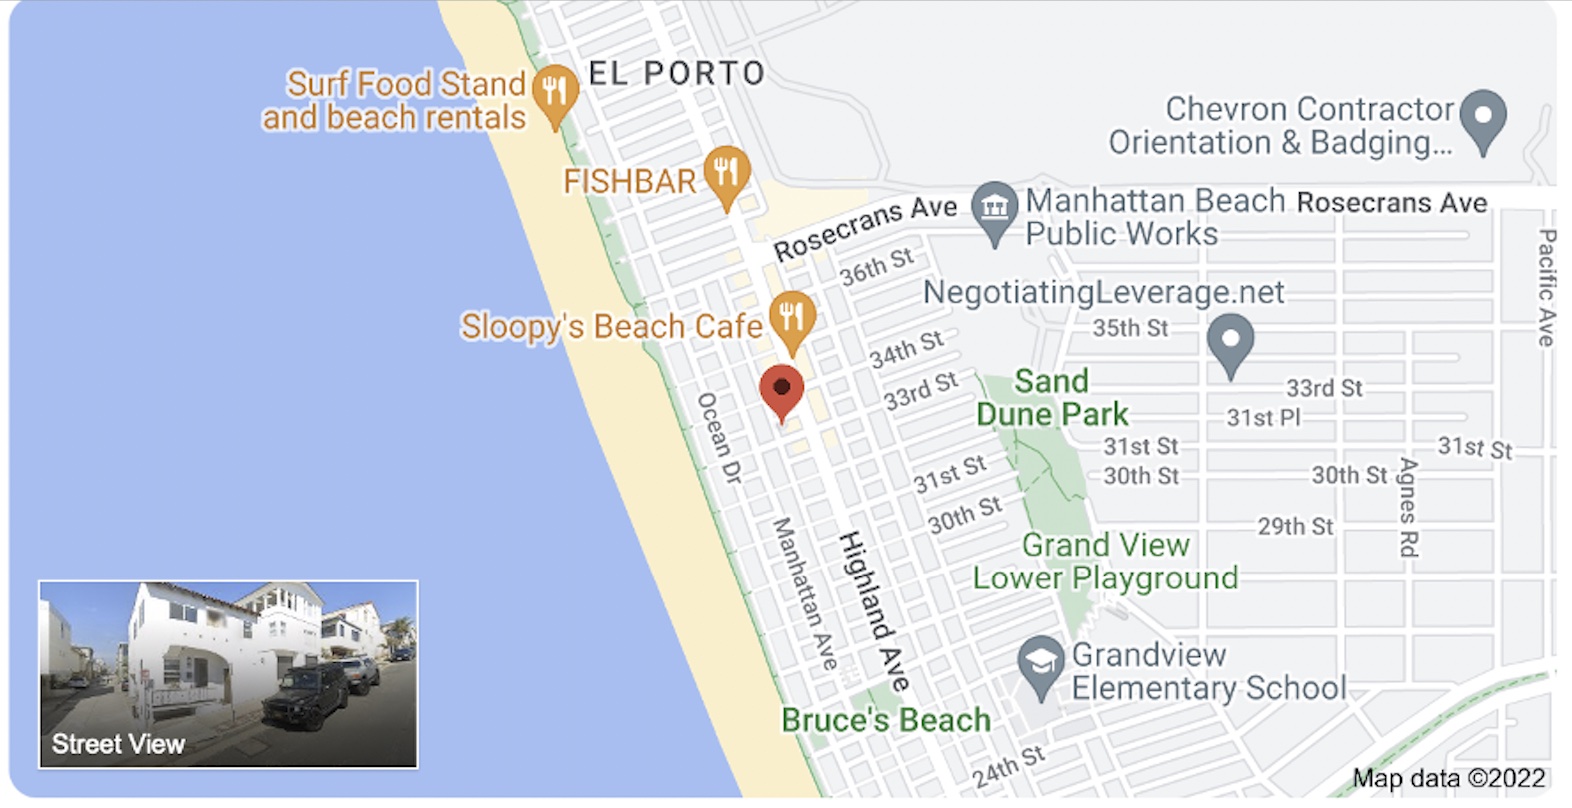 EL PORTO
Surf Food Stand
and beach rentals
Chevron Contractor
Orientation & Badging...
FISHBAR
Manhattan Beach
Public Works
Rosecrans Ave
Rosecrans Ave
36th St
Pacific Ave
NegotiatingLeverage.net
Sloopy's Beach Cafe
35th St
34th St
33rd St
Sand
Dune Park
33rd St
31st Pl
Ocean Dr
31st St
31st St
31st St
30th St
30th St
30th St
Agnes Rd
29th St
Manhattan Ave
Highland Ave
Grand View
Lower Playground
Grandview
Elementary School
Bruce's Beach
24th St
Street View
Map data ©2022